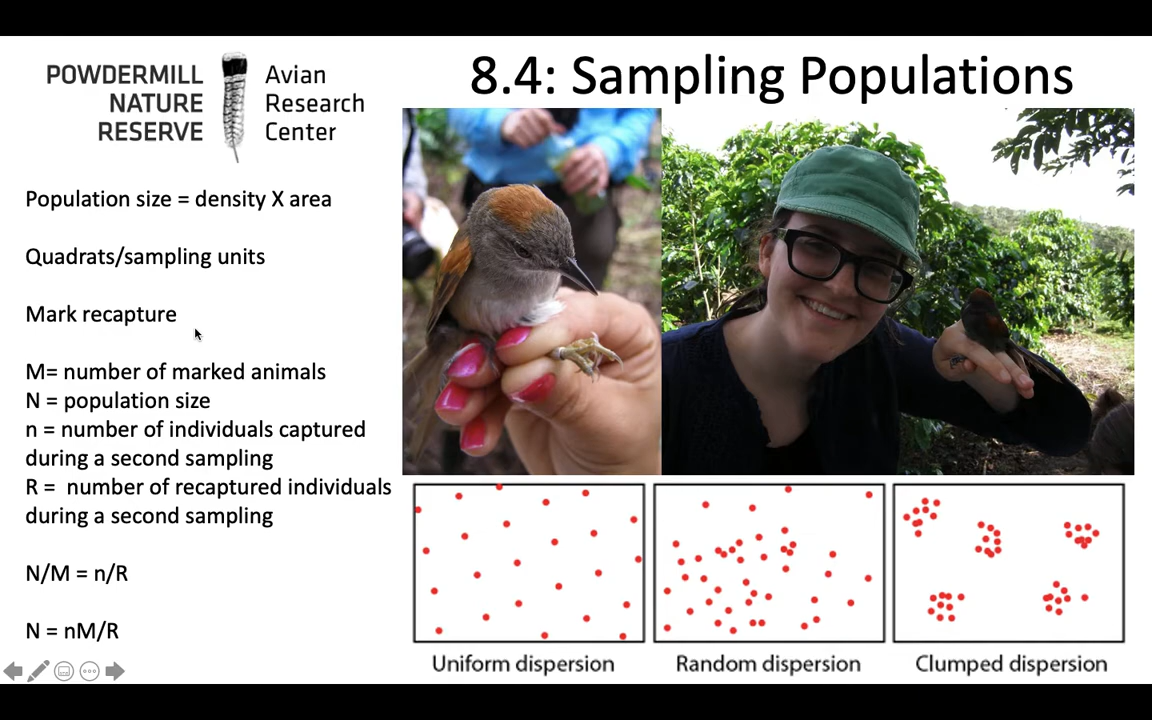 POWDERMILL
NATURE
RESERVE
Avian
Research
Center
8.4: Sampling Populations
Population size = density X area
Quadrats/sampling units
Mark recapture
M= number of marked animals
N = population size
n = number of individuals captured
during a second sampling
R =  number of recaptured individuals
during a second sampling
N/M = n/R
N = nM/R
Uniform dispersion
Random dispersion
Clumped dispersion